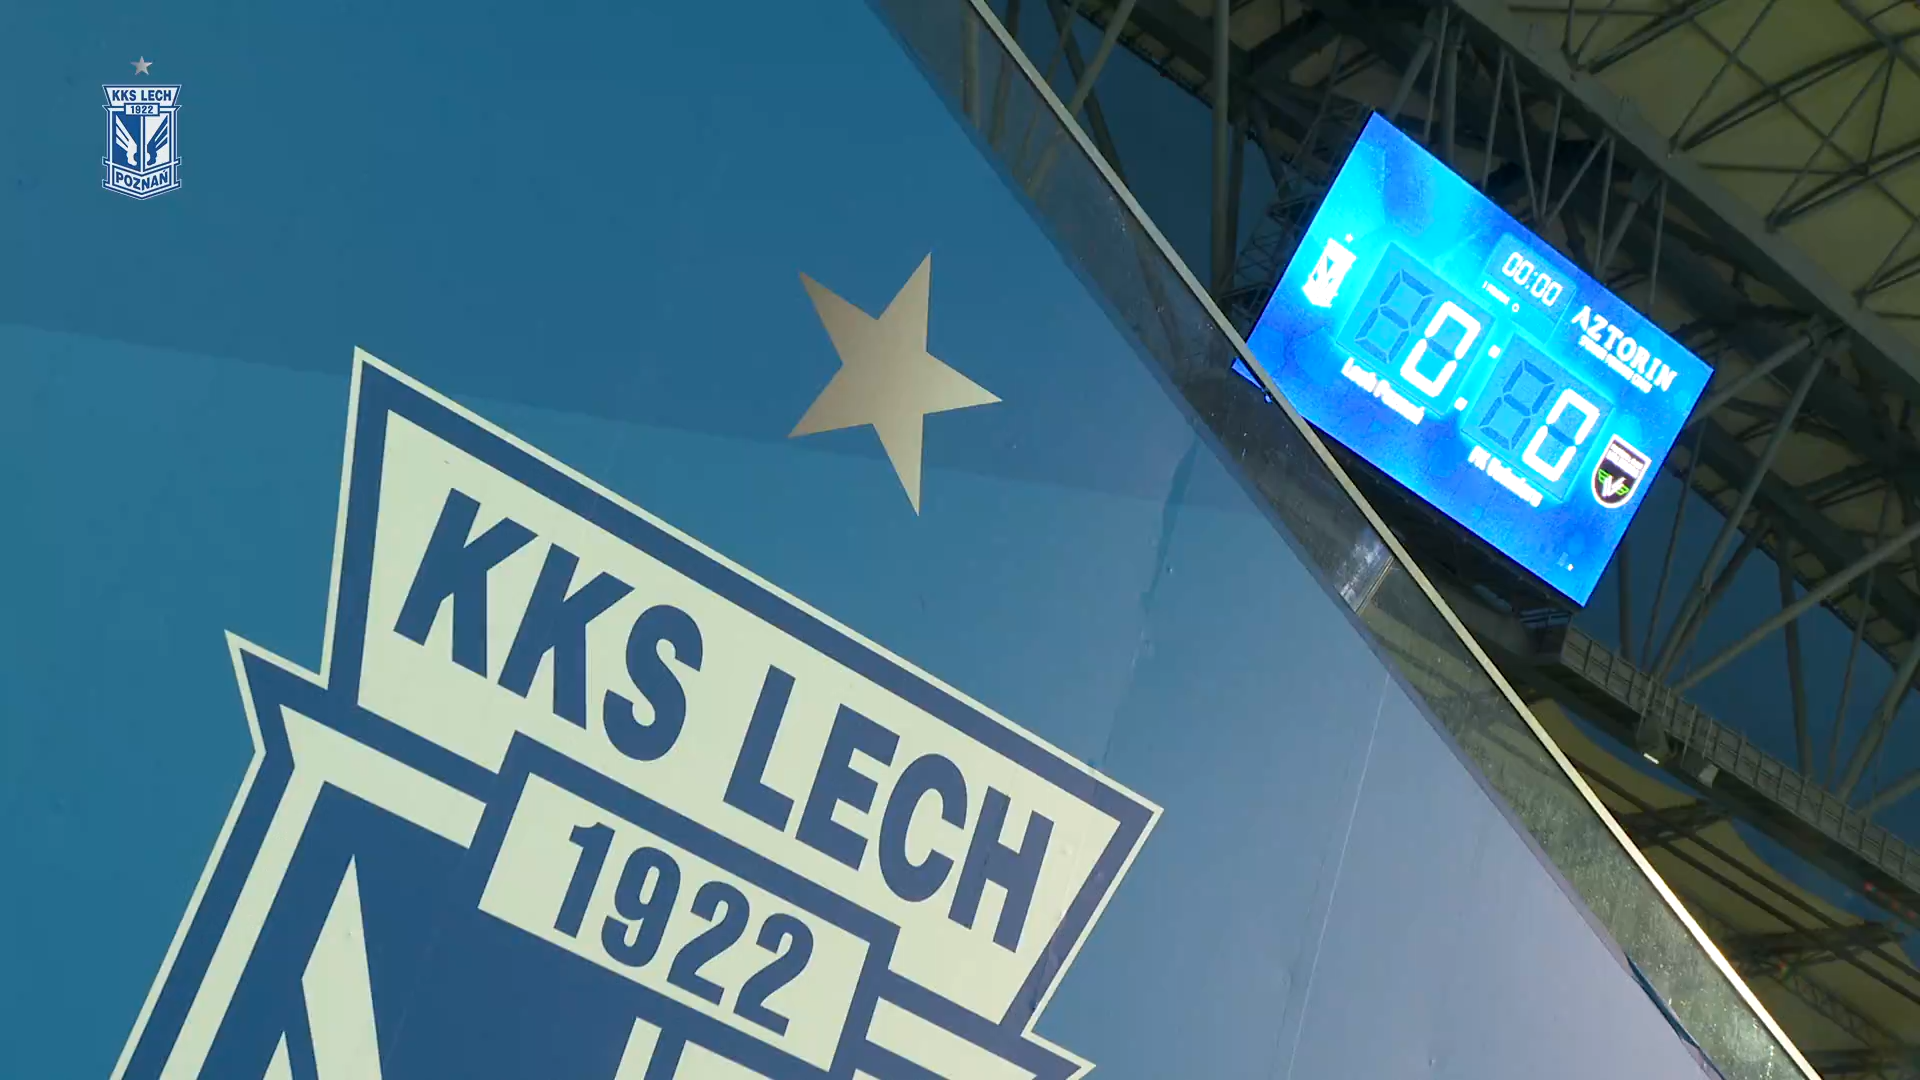 KKS LECH
1922
POZNAŃ
KKS LECH
1922
00:00
AZTORIN
0:0
Lech Poznań